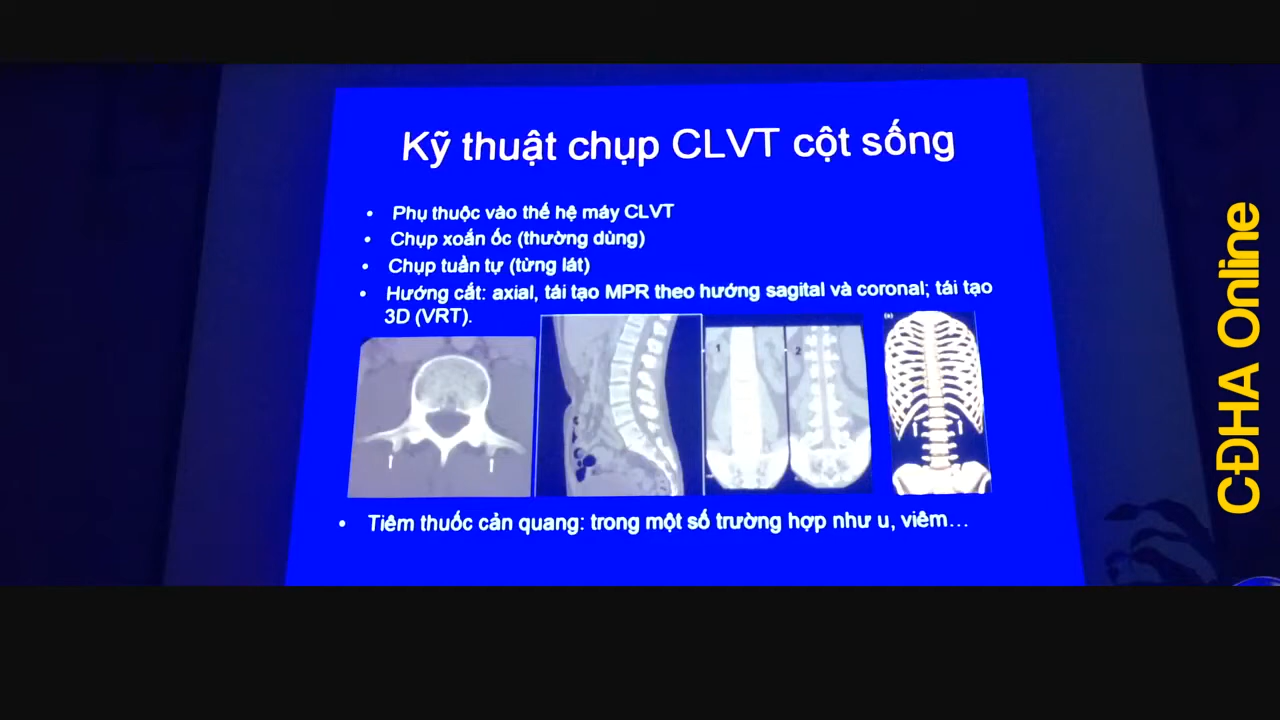 Kỹ thuật chụp CLVT cột sống
• Phụ thuộc vào thế hệ máy CLVT
• Chụp xoắn ốc (thường dùng)
• Chụp tuần tự (từng lát)
• Hướng cắt: axial, tái tạo MPR theo hướng sagital và coronal; tái tạo
3D (VRT).
1
2
(a)
• Tiêm thuốc cản quang: trong một số trường hợp như u, viêm…
CĐHA Online